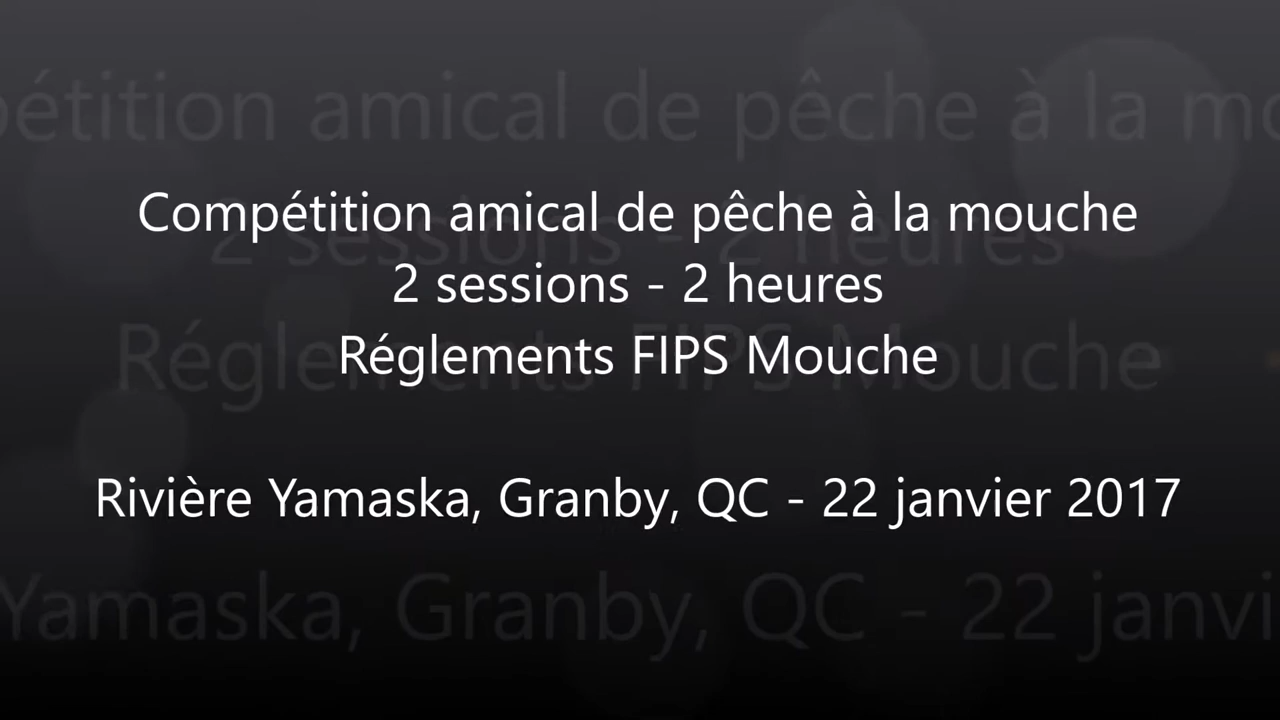 Compétition amical de pêche à la mouche
2 sessions - 2 heures
Réglements FIPS Mouche
Rivière Yamaska, Granby, QC - 22 janvier 2017